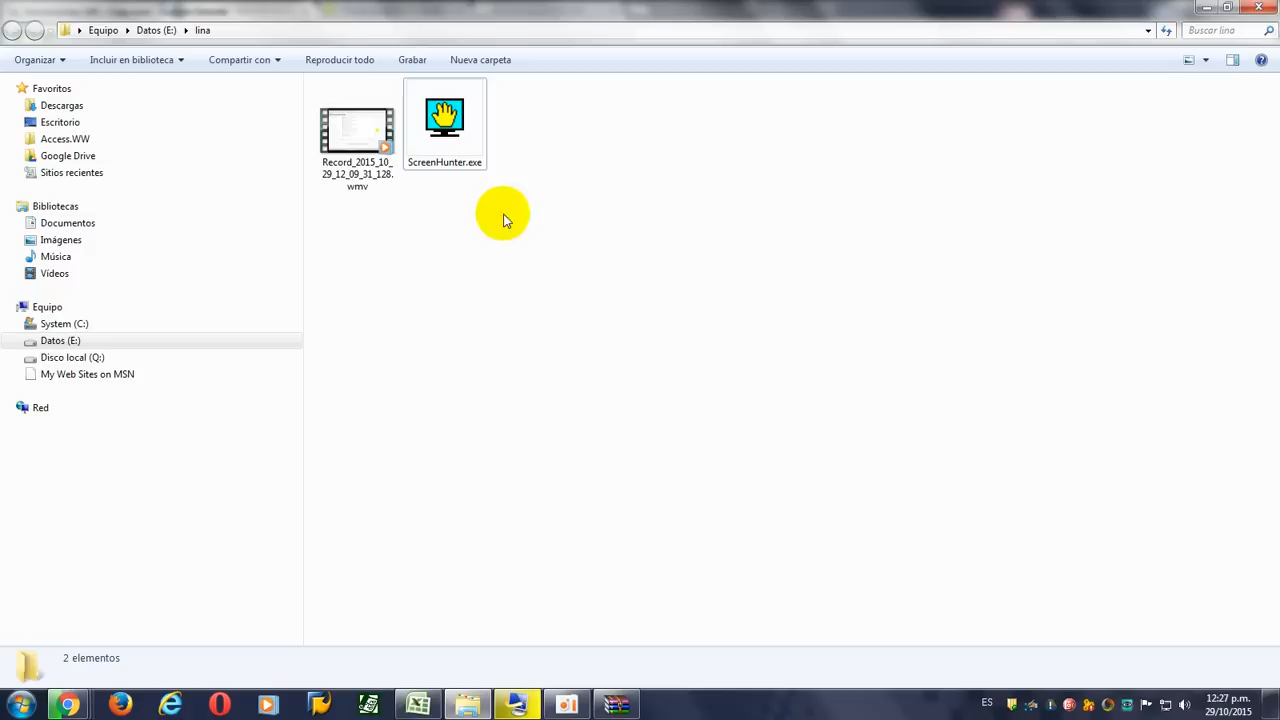 Equipo
Datos (E:)
lina
Buscar lina
Organizar
Incluir en biblioteca
Compartir con
Reproducir todo
Grabar
Nueva carpeta
Favoritos
Descargas
Escritorio
Access.WW
Google Drive
Sitios recientes
Bibliotecas
Documentos
Imágenes
Música
Vídeos
Equipo
System (C:)
Datos (E:)
Disco local (Q:)
My Web Sites on MSN
Red
Record_2015_10_
29_12_09_31_128.
wmv
ScreenHunter.exe
2 elementos
ES
12:27 p.m.
29/10/2015